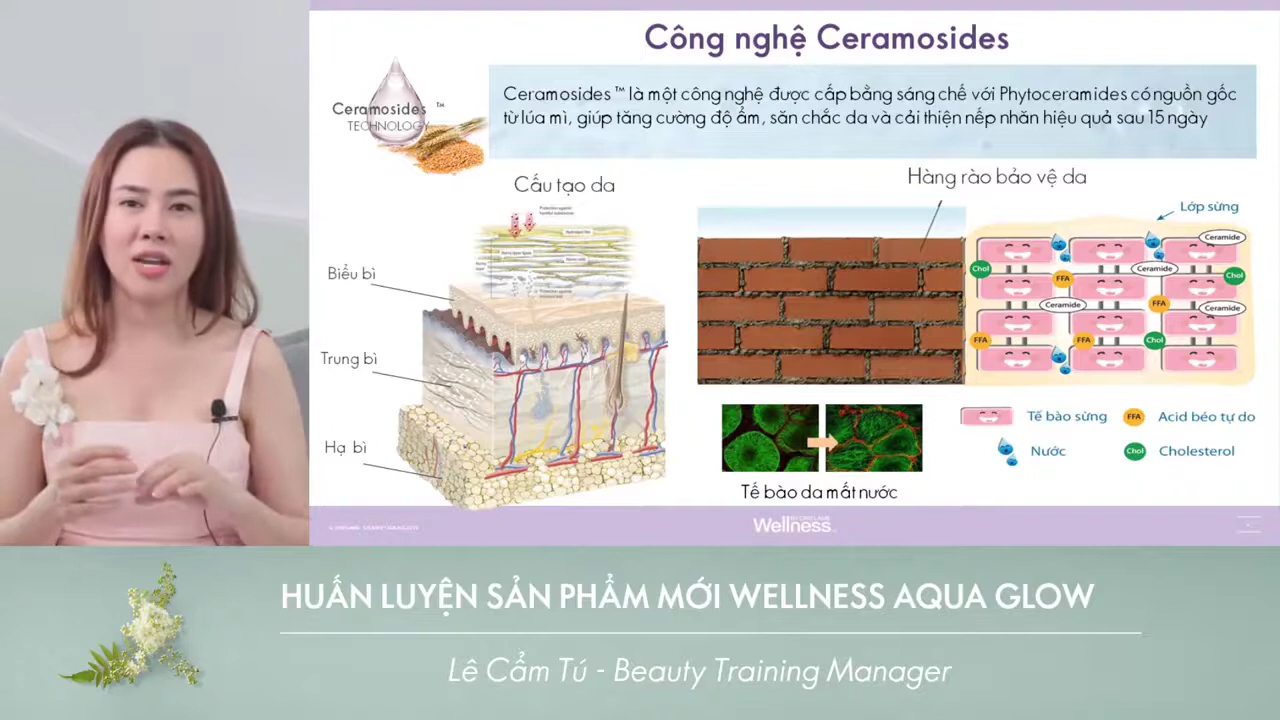 Công nghệ Ceramosides
Ceramosides ™
TECHNOLOGY
Ceramosides ™ là một công nghệ được cấp bằng sáng chế với Phytoceramides có nguồn gốc
từ lúa mì, giúp tăng cường độ ẩm, săn chắc da và cải thiện nếp nhăn hiệu quả sau 15 ngày
Cấu tạo da
Hàng rào bảo vệ da
Lớp sừng
Protection against
Biểu bì
Trung bì
Hạ bì
Ceramide
Chol
Ceramide
FFA
Chol
Ceramide
FFA
Ceramide
FFA
FFA
Chol
Tế bào sừng
FFA
Acid béo tự do
Nước
Chol
Cholesterol
Tế bào da mất nước
Wellness
HUẤN LUYỆN SẢN PHẨM MỚI WELLNESS AQUA GLOW
Lê Cẩm Tú - Beauty Training Manager